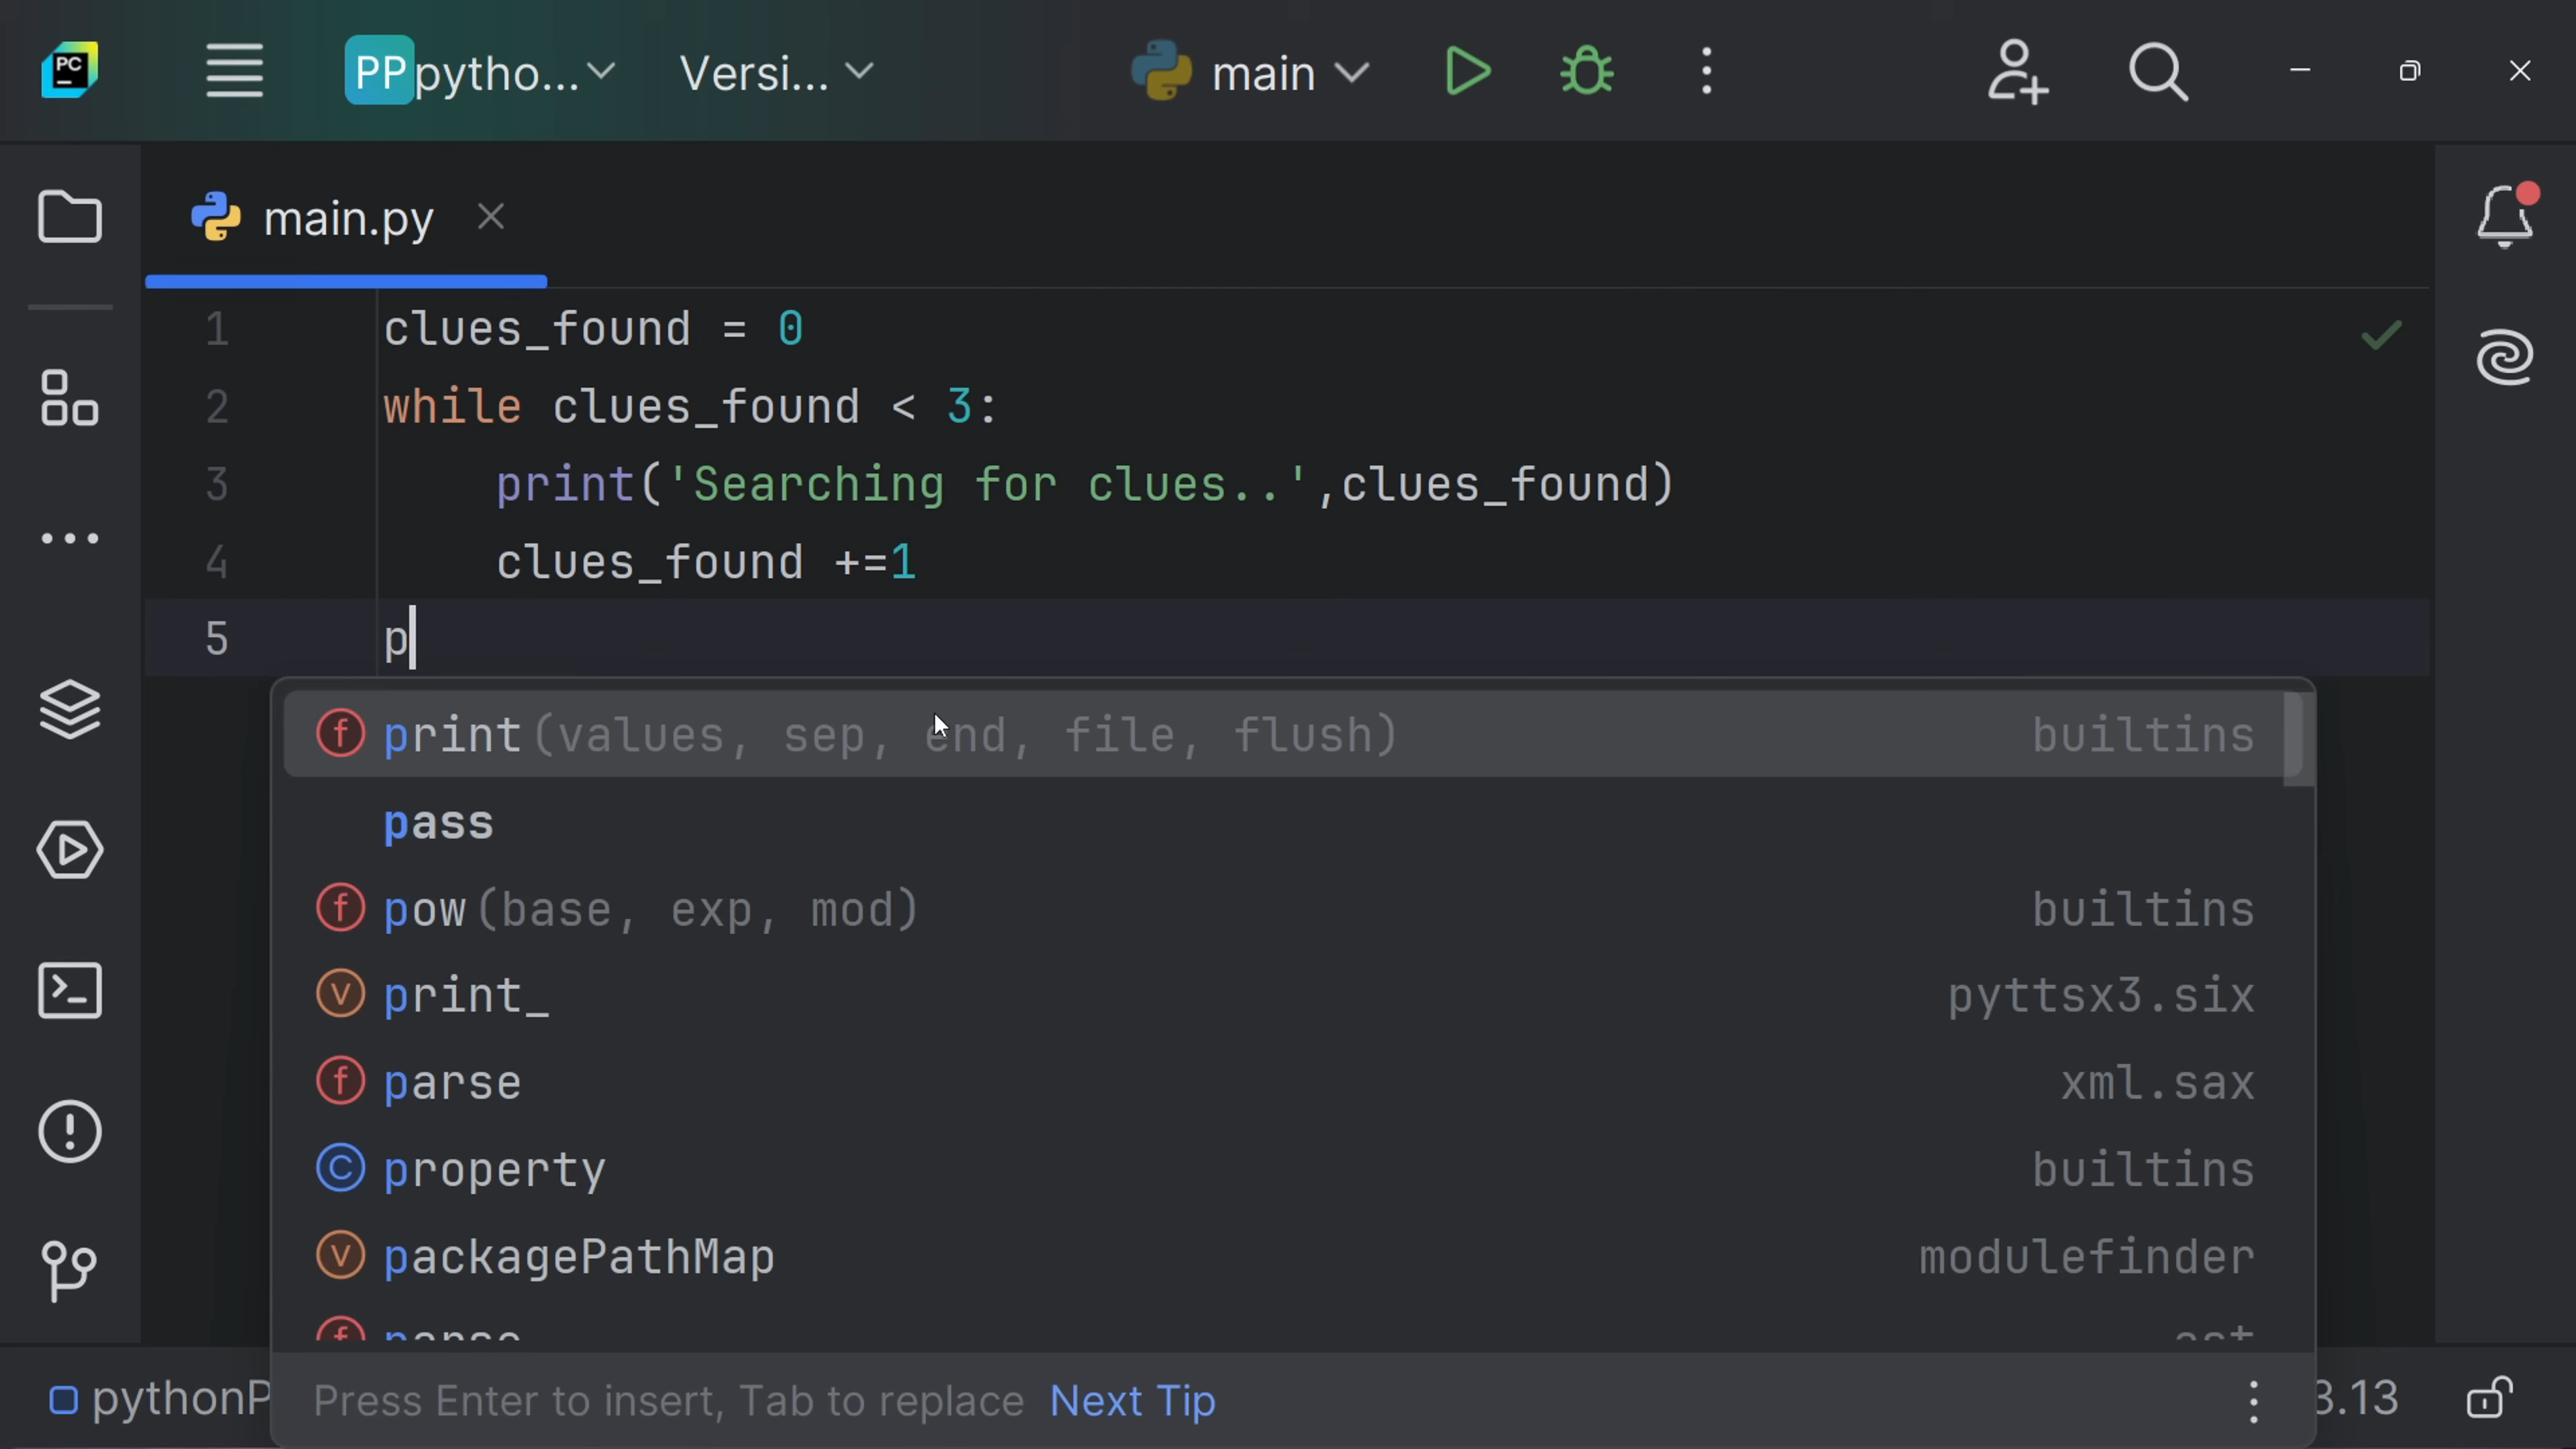 PC
PP pytho... Versi... main
main.py
1 clues_found = 0
2 while clues_found < 3:
3 print('Searching for clues..',clues_found)
4 clues_found +=1
5 p
f print(values, sep, end, file, flush) builtins
pass
f pow(base, exp, mod) builtins
v print_ pyttsx3.six
f parse xml.sax
C property builtins
v packagePathMap modulefinder
f parse ast
pythonP Press Enter to insert, Tab to replace Next Tip 3.13